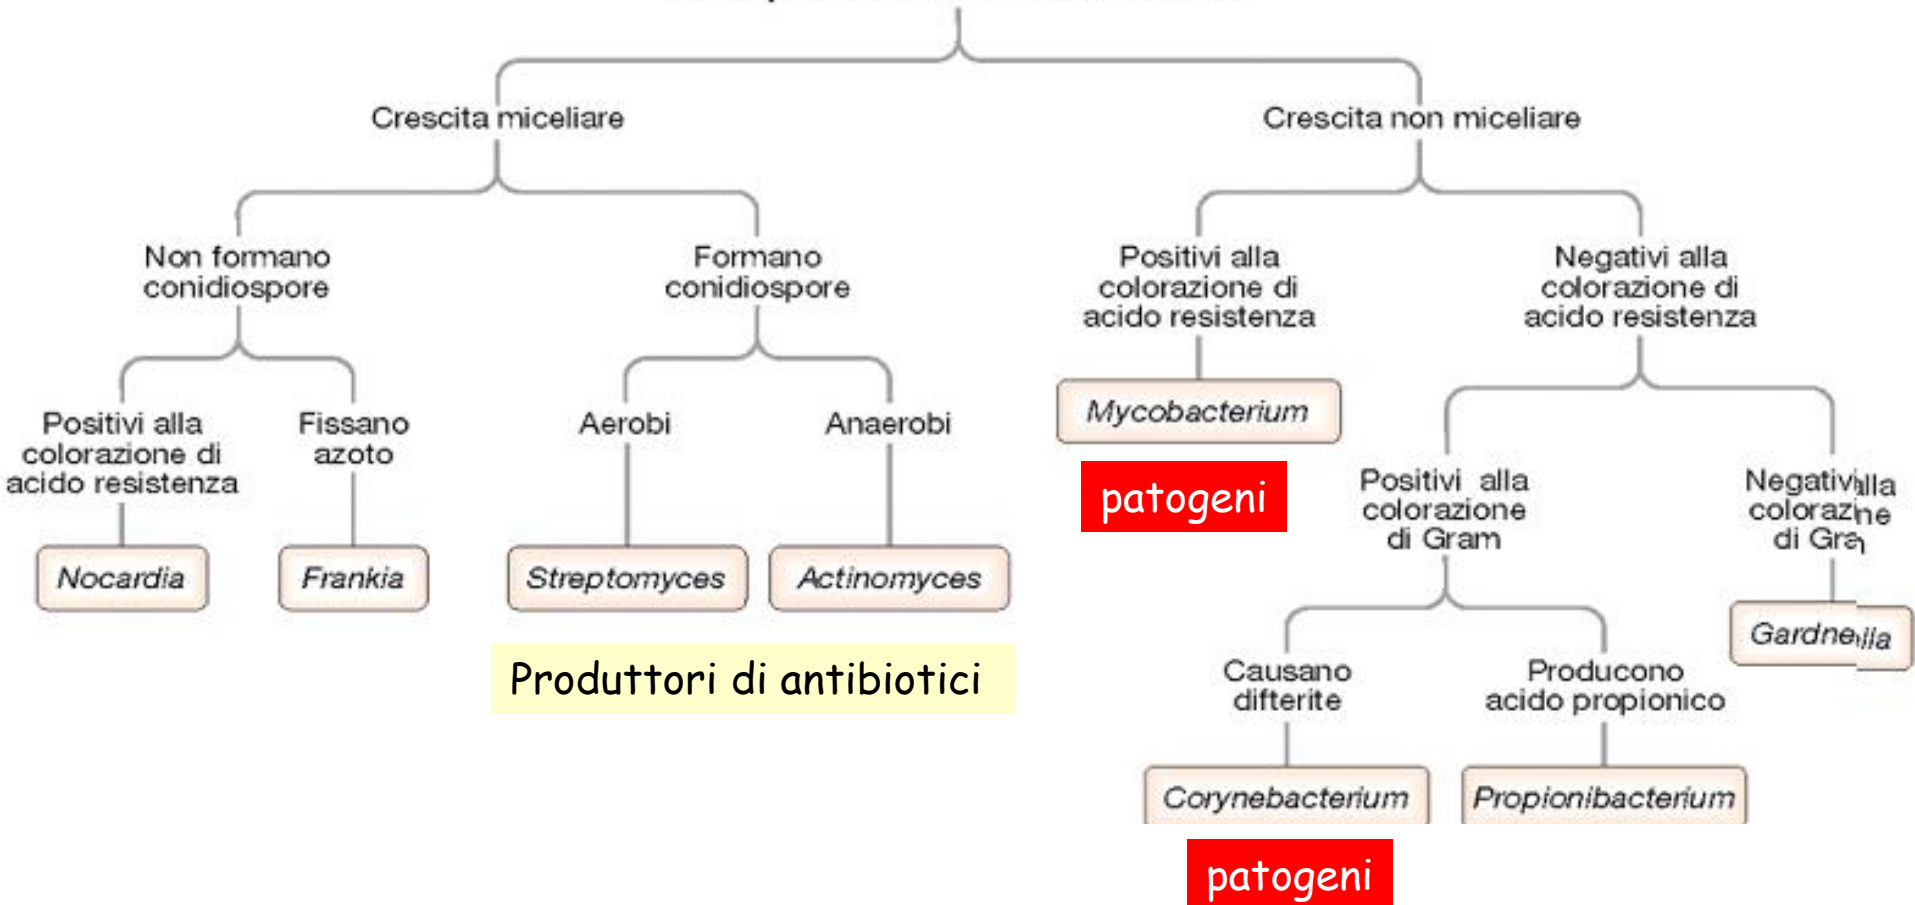 Crescita miceliare
Crescita non miceliare
Non formano
conidiospore
Formano
conidiospore
Positivi alla
colorazione di
acido resistenza
Negativi alla
colorazione di
acido resistenza
Positivi alla
colorazione di
acido resistenza
Fissano
azoto
Aerobi
Anaerobi
Mycobacterium
patogeni
Positivi alla
colorazione
di Gram
Nocardia
Frankia
Streptomyces
Actinomyces
Produttori di antibiotici
Causano
difterite
Producono
acido propionico
Corynebacterium
Propionibacterium
patogeni